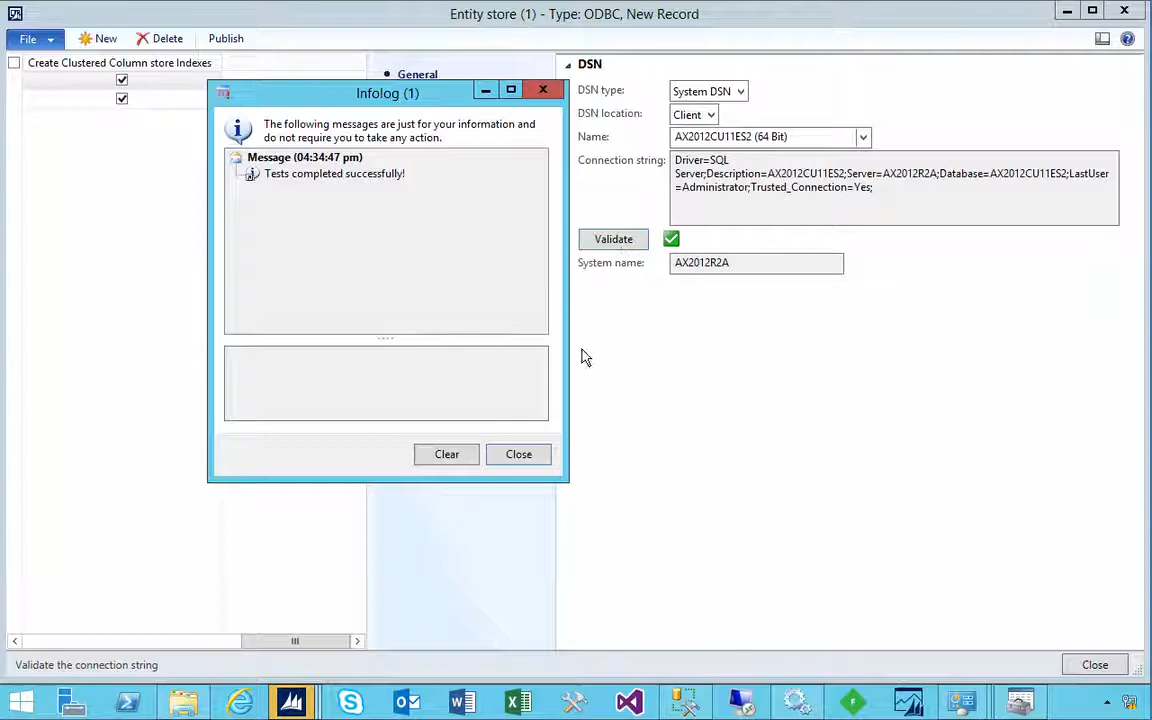 Entity store (1) - Type: ODBC, New Record
File
New
Delete
Publish
Create Clustered Column store Indexes
General
Infolog (1)
The following messages are just for your information and
do not require you to take any action.
Message (04:34:47 pm)
Tests completed successfully!
Clear
Close
DSN
DSN type:
System DSN
DSN location:
Client
Name:
AX2012CU11ES2 (64 Bit)
Connection string:
Driver=SQL
Server;Description=AX2012CU11ES2;Server=AX2012R2A;Database=AX2012CU11ES2;LastUser
=Administrator;Trusted_Connection=Yes;
Validate
System name:
AX2012R2A
Validate the connection string
Close